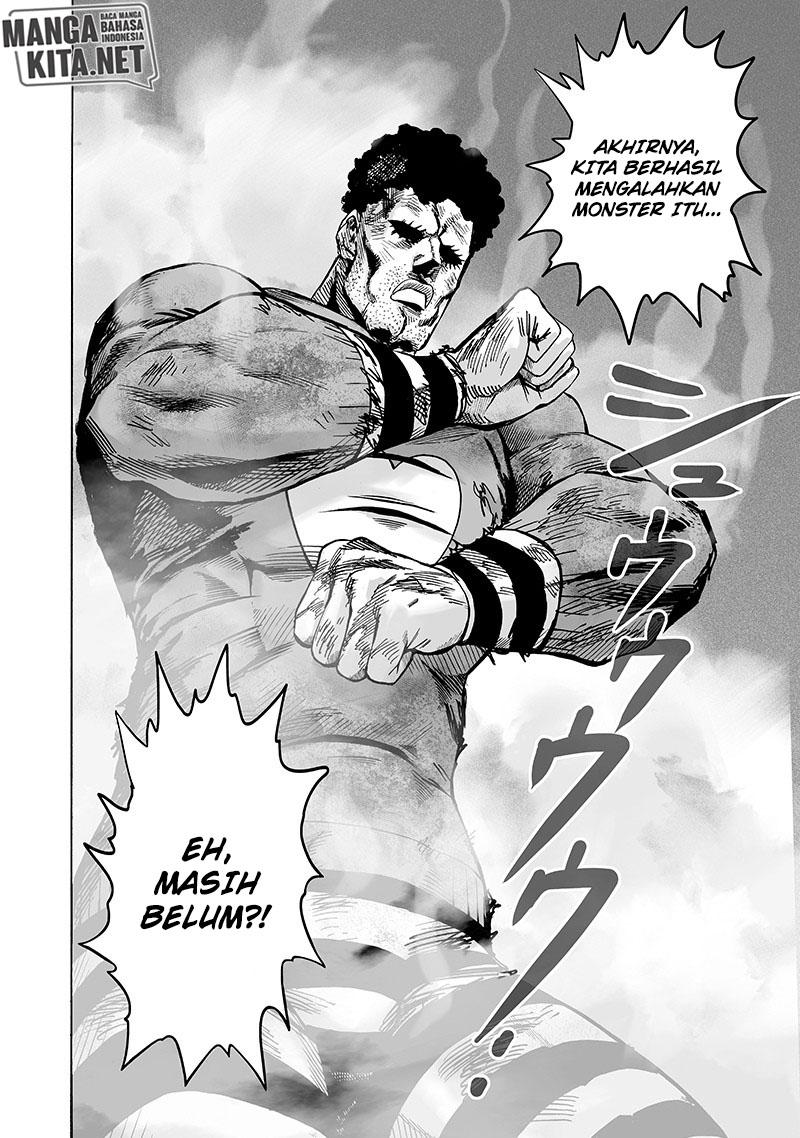 MANGA
KITA.NET
BACA MANGA
BAHASA
INDONESIA
AKHIRNYA,
KITA BERHASIL
MENGALAHKAN
MONSTER ITU...
シュウウウウウ・
EH,
MASIH
BELUM?!